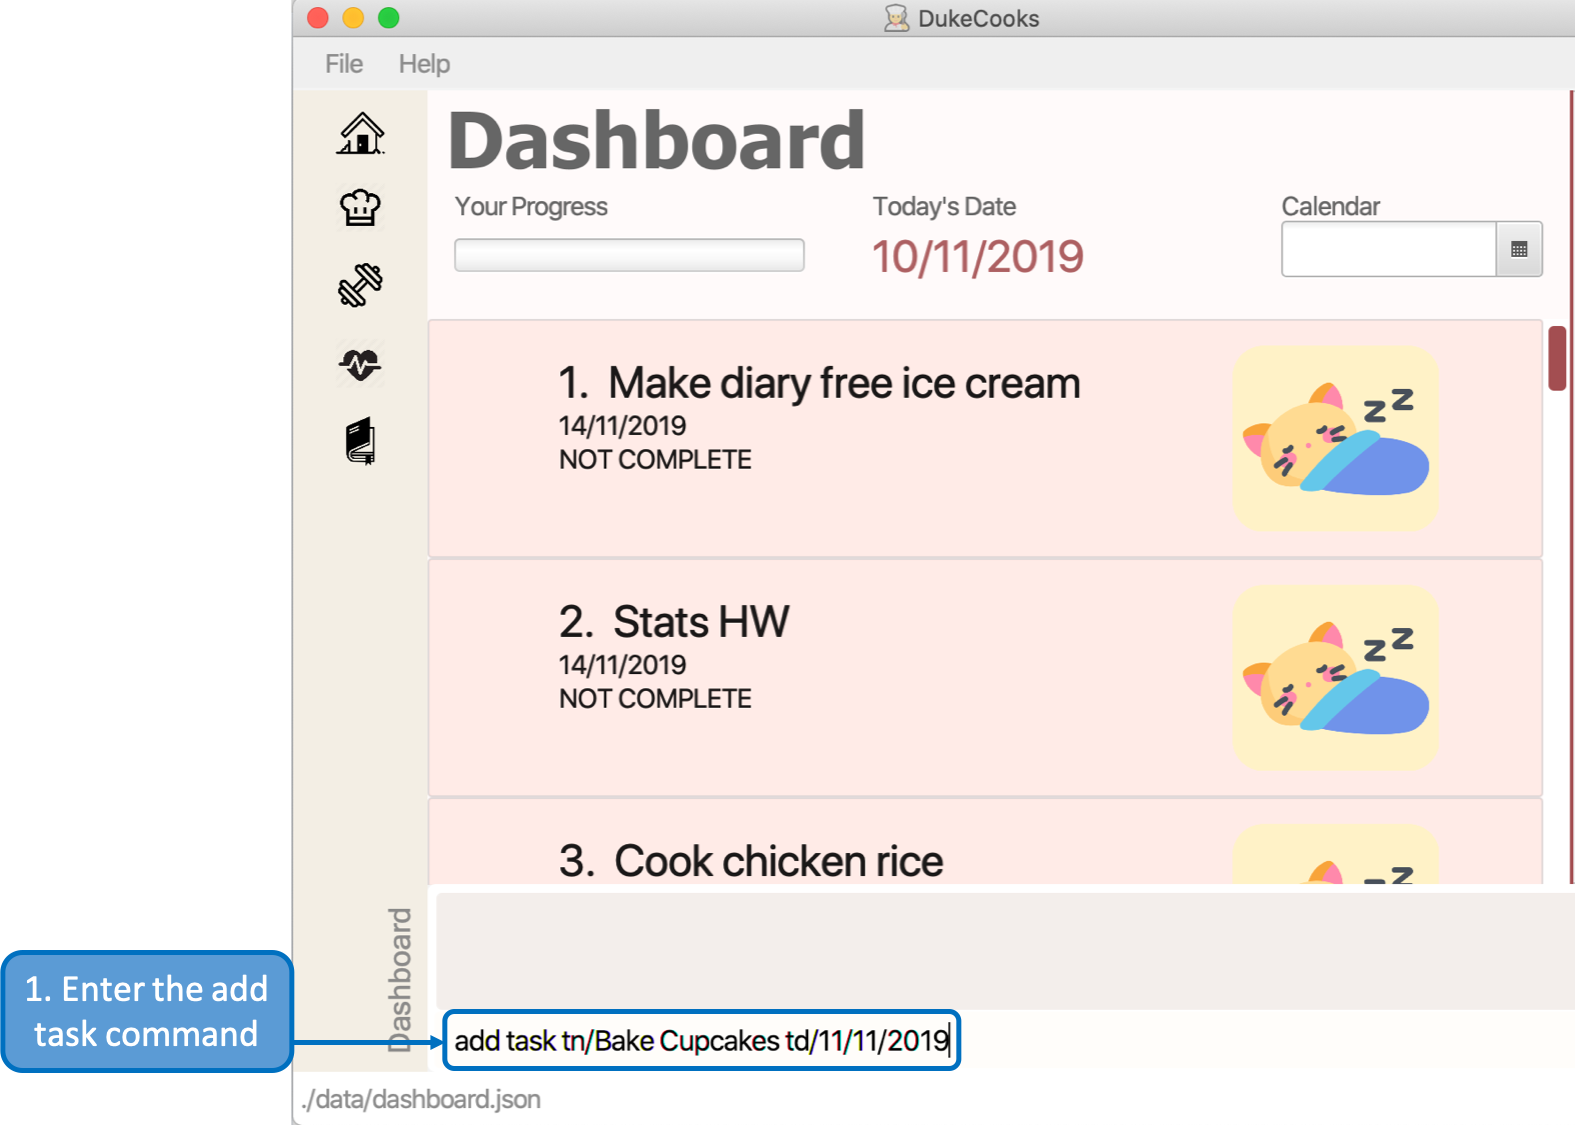 DukeCooks
File Help
Dashboard
Your Progress
Today's Date
Calendar
10/11/2019
1. Make diary free ice cream
14/11/2019
NOT COMPLETE
z z
2. Stats HW
14/11/2019
NOT COMPLETE
z z
3. Cook chicken rice
z z
Dashboard
1. Enter the add
task command
add task tn/Bake Cupcakes td/11/11/2019
./data/dashboard.json